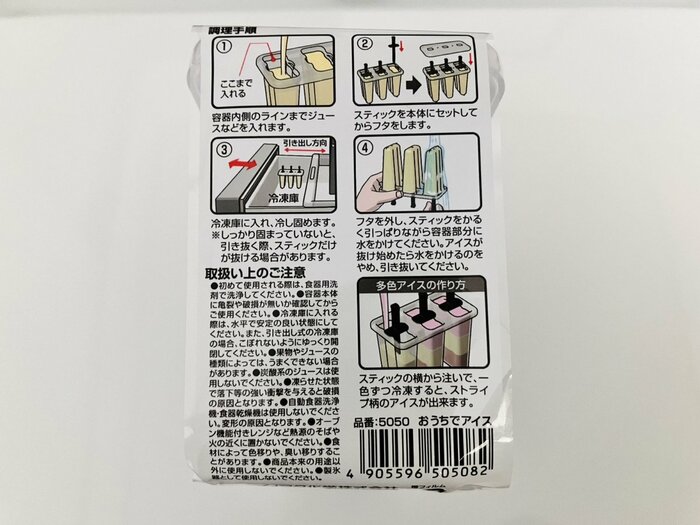 調理手順
①
ここまで
入れる
容器内側のラインまでジュー
スなどを入れます。
②
スティックを本体にセットして
からフタをします。
③
引き出し方向
冷凍庫
冷凍庫に入れ、冷し固めます。
※しっかり固まっていないと、
引き抜く際、スティックだけ
が抜ける場合があります。
④
フタを外し、スティックをかる
く引っぱりながら容器部分に
水をかけてください。アイスが
抜け始めたら水をかけるのを
やめ、引き抜いてください。
取扱い上のご注意
●初めて使用される際は、食器用洗
剤で洗浄してください。●容器本体
に亀裂や破損が無いか確認してから
ご使用ください。●冷凍庫に入れる
際は、水平で安定の良い状態にして
ください。また、引き出し式の冷凍庫
の場合、こぼれないようにゆっくり開
閉してください。●果物やジュースの
種類によっては、うまくできない場合
があります。●炭酸系のジュースは使
用しないでください。●凍らせた状態
で落下等の強い衝撃を与えると破損
の原因となります。●自動食器洗浄
機・食器乾燥機は使用しないでくださ
い。変形の原因となります。●オーブ
ン機能付きレンジなど熱源のそばや
火の近くに置かないでください。●食
材によって色移りや、臭い移りするこ
とがあります。●商品本来の用途以
外に使用しないでください。●製氷
器として使用しないでください。
多色アイスの作り方
スティックの横から注いで、一
色ずつ冷凍すると、ストライ
プ柄のアイスが出来ます。
品番:5050 おうちでアイス
4 905596 505082